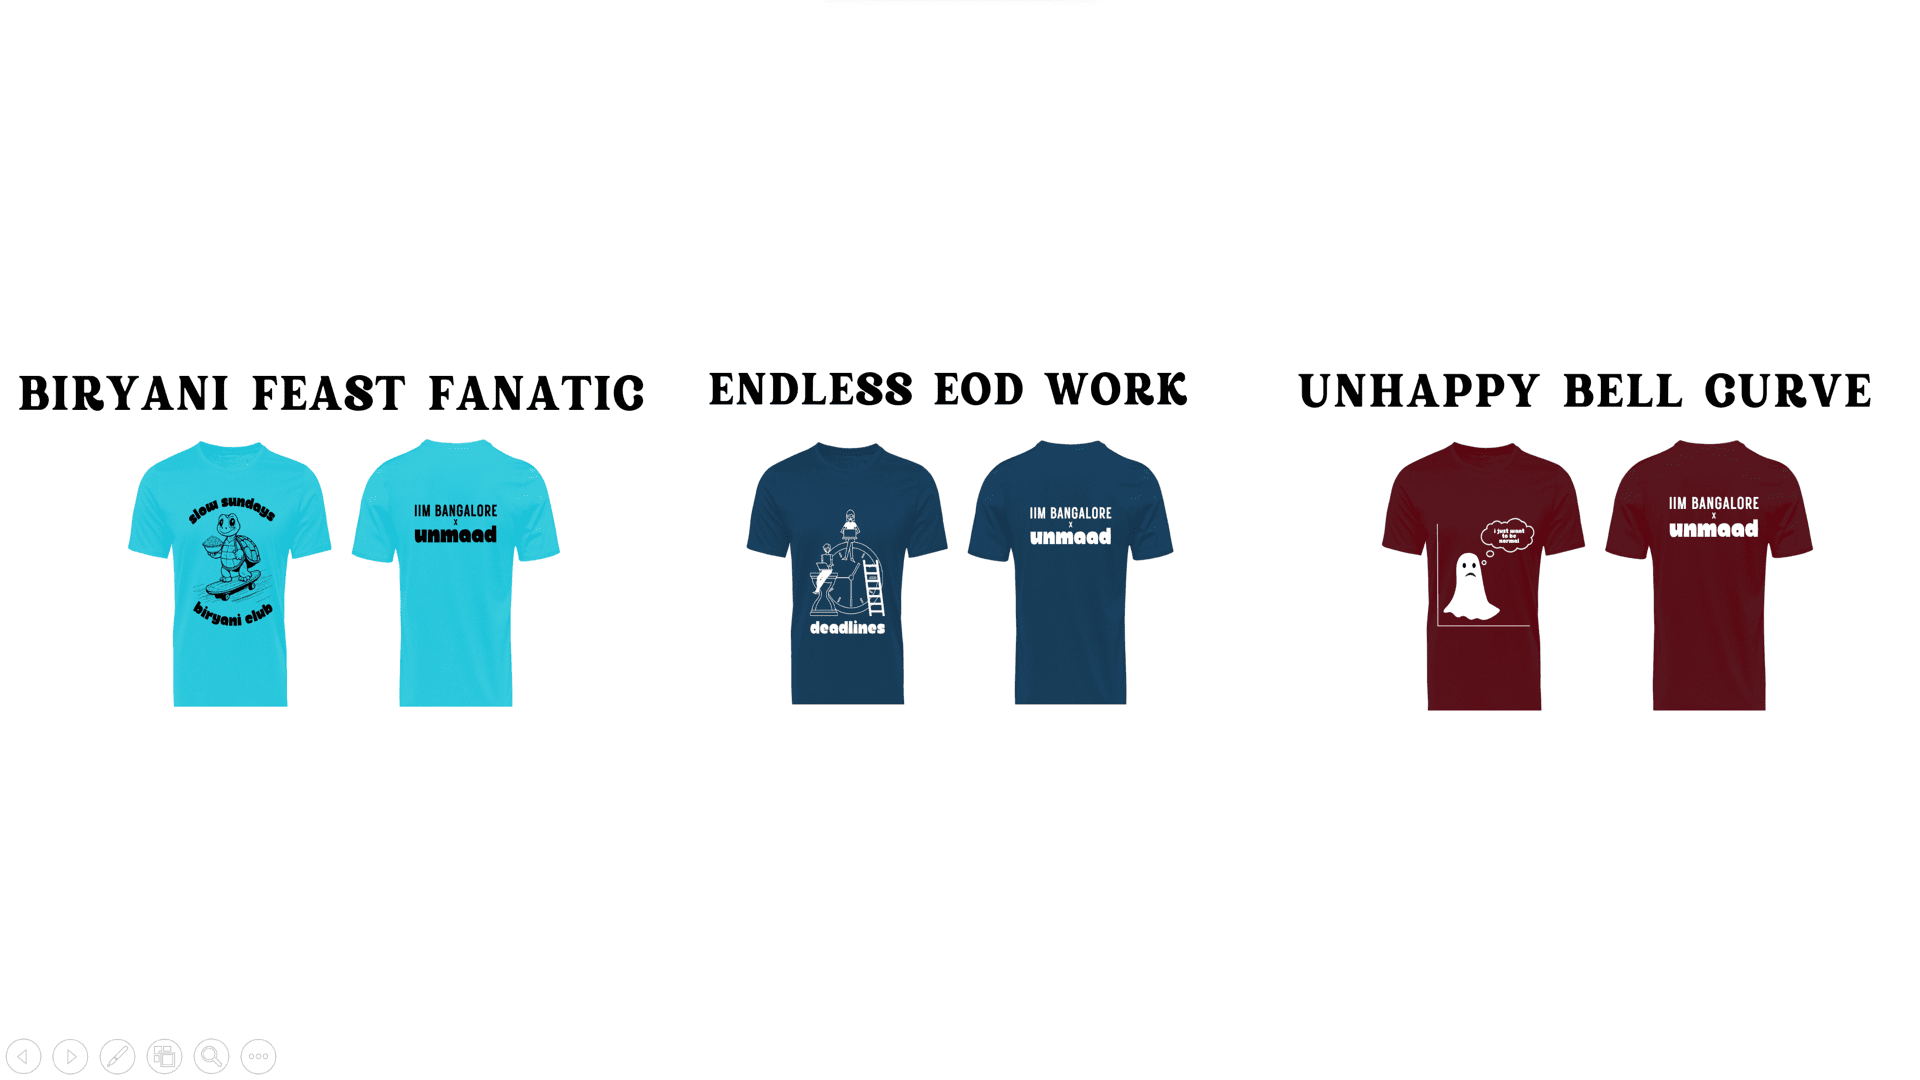 BIRYANI FEAST FANATIC
slow sundays
biryani club
IIM BANGALORE
x
unmaad
ENDLESS EOD WORK
deadlines
IIM BANGALORE
x
unmaad
UNHAPPY BELL CURVE
i just want
to be
normal
IIM BANGALORE
x
unmaad